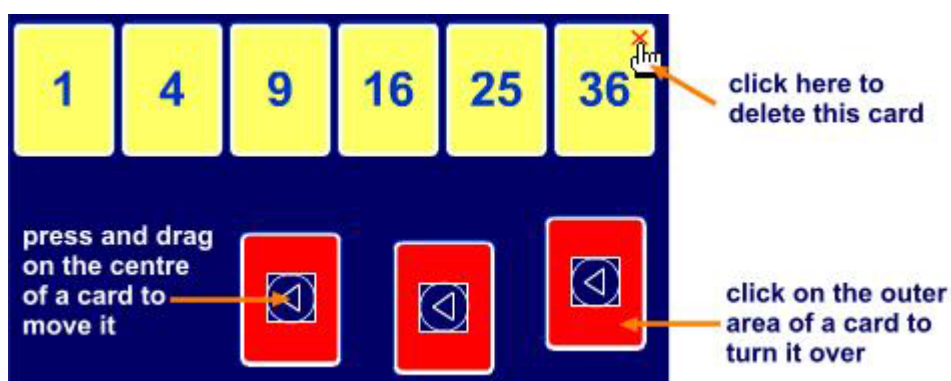 1 4 9 16 25 36
click here to
delete this card
press and drag
on the centre
of a card to
move it
click on the outer
area of a card to
turn it over